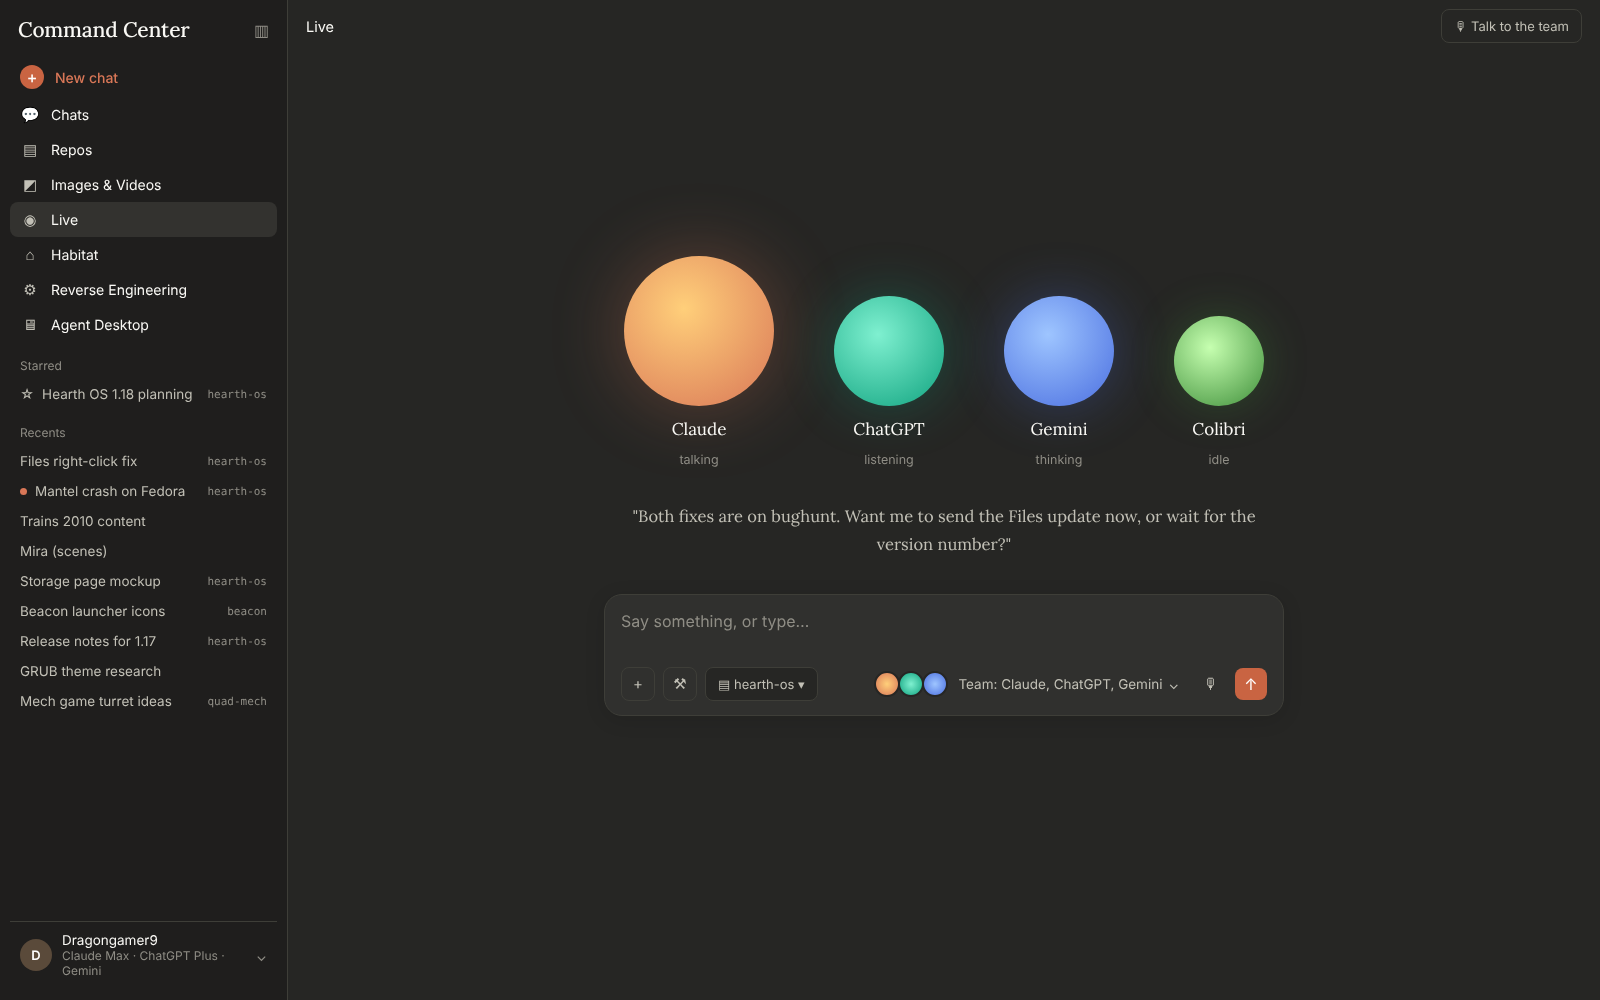 Command Center
New chat
Chats
Repos
Images & Videos
Live
Habitat
Reverse Engineering
Agent Desktop
Starred
Hearth OS 1.18 planning hearth-os
Recents
Files right-click fix hearth-os
Mantel crash on Fedora hearth-os
Trains 2010 content
Mira (scenes)
Storage page mockup hearth-os
Beacon launcher icons beacon
Release notes for 1.17 hearth-os
GRUB theme research
Mech game turret ideas quad-mech
D
Dragongamer9
Claude Max · ChatGPT Plus ·
Gemini
Live
Talk to the team
Claude
talking
ChatGPT
listening
Gemini
thinking
Colibri
idle
"Both fixes are on bughunt. Want me to send the Files update now, or wait for the
version number?"
Say something, or type...
+
hearth-os ▾
Team: Claude, ChatGPT, Gemini